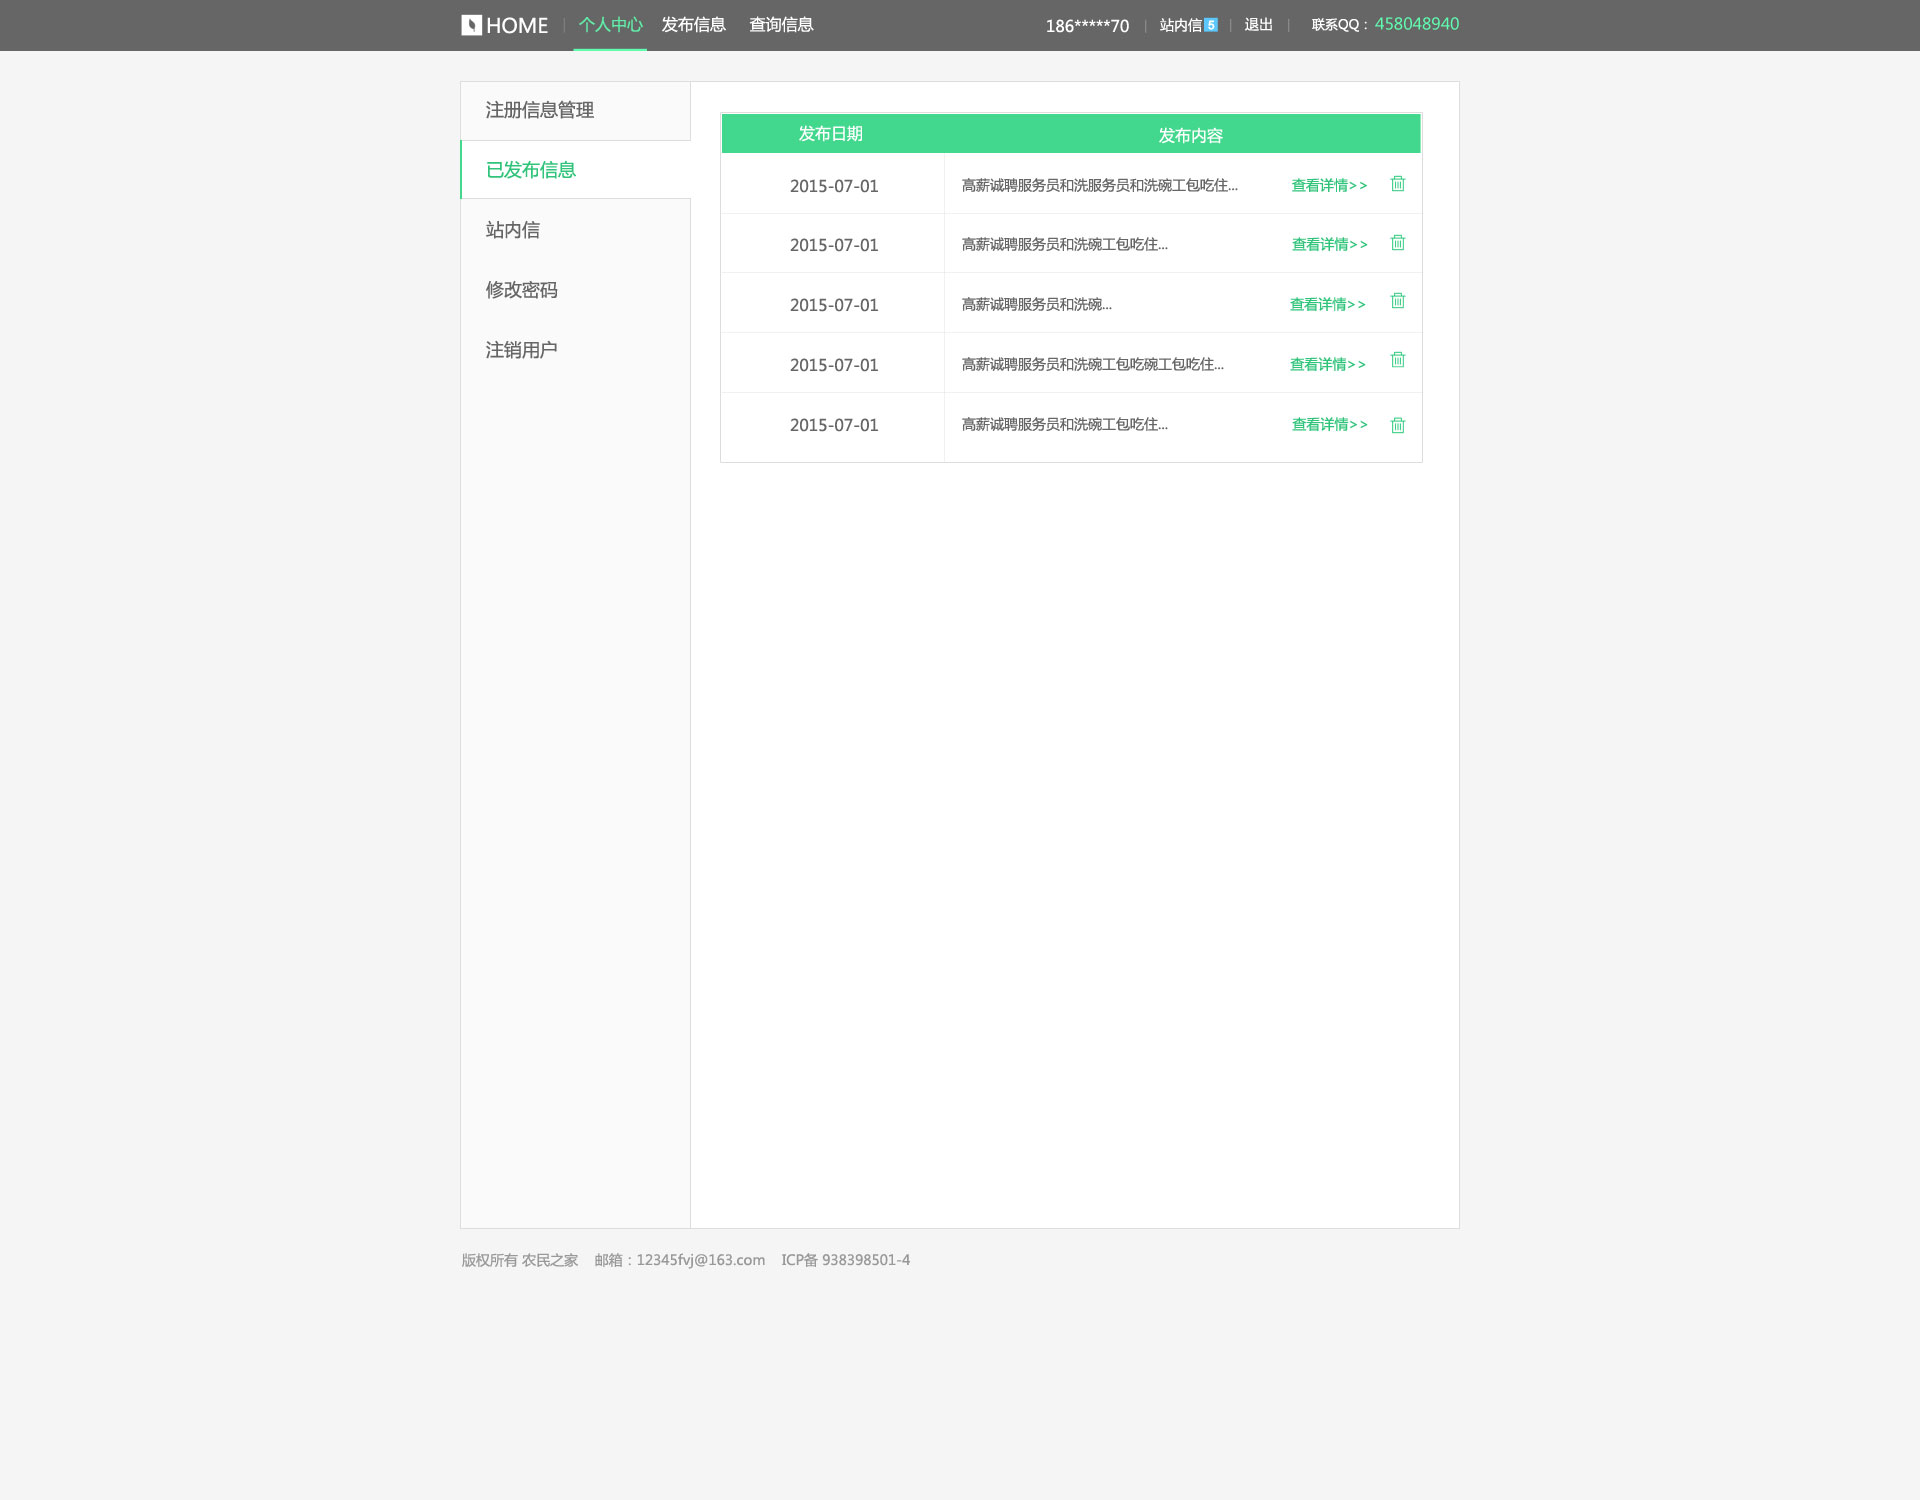 HOME 个人中心 发布信息 查询信息 186*****70 站内信5 退出 联系QQ：458048940
注册信息管理
已发布信息
站内信
修改密码
注销用户
发布日期 发布内容
2015-07-01 高薪诚聘服务员和洗服务员和洗碗工包吃住... 查看详情>>
2015-07-01 高薪诚聘服务员和洗碗工包吃住... 查看详情>>
2015-07-01 高薪诚聘服务员和洗碗... 查看详情>>
2015-07-01 高薪诚聘服务员和洗碗工包吃碗工包吃住... 查看详情>>
2015-07-01 高薪诚聘服务员和洗碗工包吃住... 查看详情>>
版权所有 农民之家 邮箱：12345fvj@163.com ICP备 938398501-4